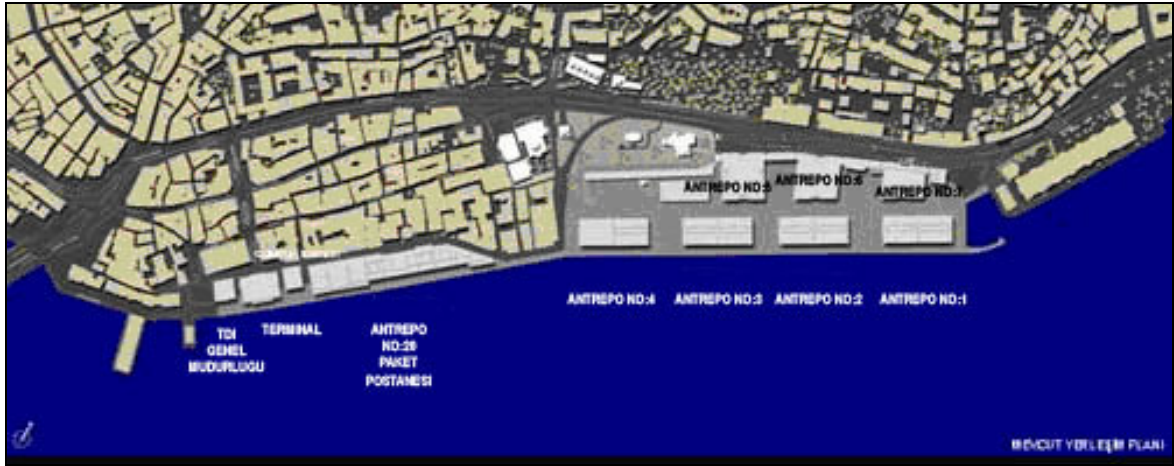 ANTREPO NO:5
ANTREPO NO:6
ANTREPO NO:7
ANTREPO NO:4
ANTREPO NO:3
ANTREPO NO:2
ANTREPO NO:1
TDI
GENEL
MUDURLUGU
TERMINAL
ANTREPO
NO:20
PAKET
POSTANESI
MEVCUT YERLEŞIM PLANI